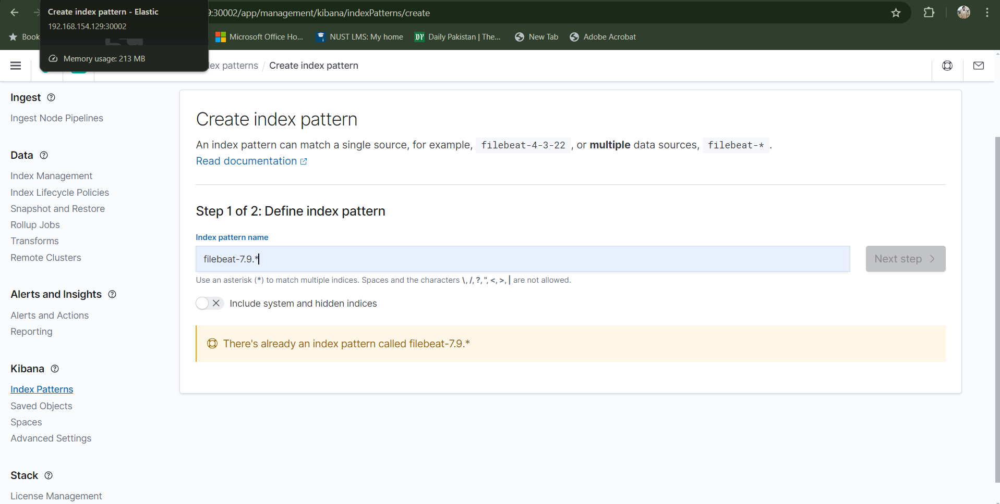 Create index pattern - Elastic
192.168.154.129:30002
Memory usage: 213 MB
:30002/app/management/kibana/indexPatterns/create
Book
Microsoft Office Ho...
NUST LMS: My home
DP
Daily Pakistan | The...
New Tab
Adobe Acrobat
ex patterns / Create index pattern
Ingest
Ingest Node Pipelines
Data
Index Management
Index Lifecycle Policies
Snapshot and Restore
Rollup Jobs
Transforms
Remote Clusters
Alerts and Insights
Alerts and Actions
Reporting
Kibana
Index Patterns
Saved Objects
Spaces
Advanced Settings
Stack
License Management
Create index pattern
An index pattern can match a single source, for example, filebeat-4-3-22 , or multiple data sources, filebeat-* .
Read documentation
Step 1 of 2: Define index pattern
Index pattern name
filebeat-7.9.*
Next step
Use an asterisk (*) to match multiple indices. Spaces and the characters \, /, ?, ", <, >, | are not allowed.
Include system and hidden indices
There's already an index pattern called filebeat-7.9.*